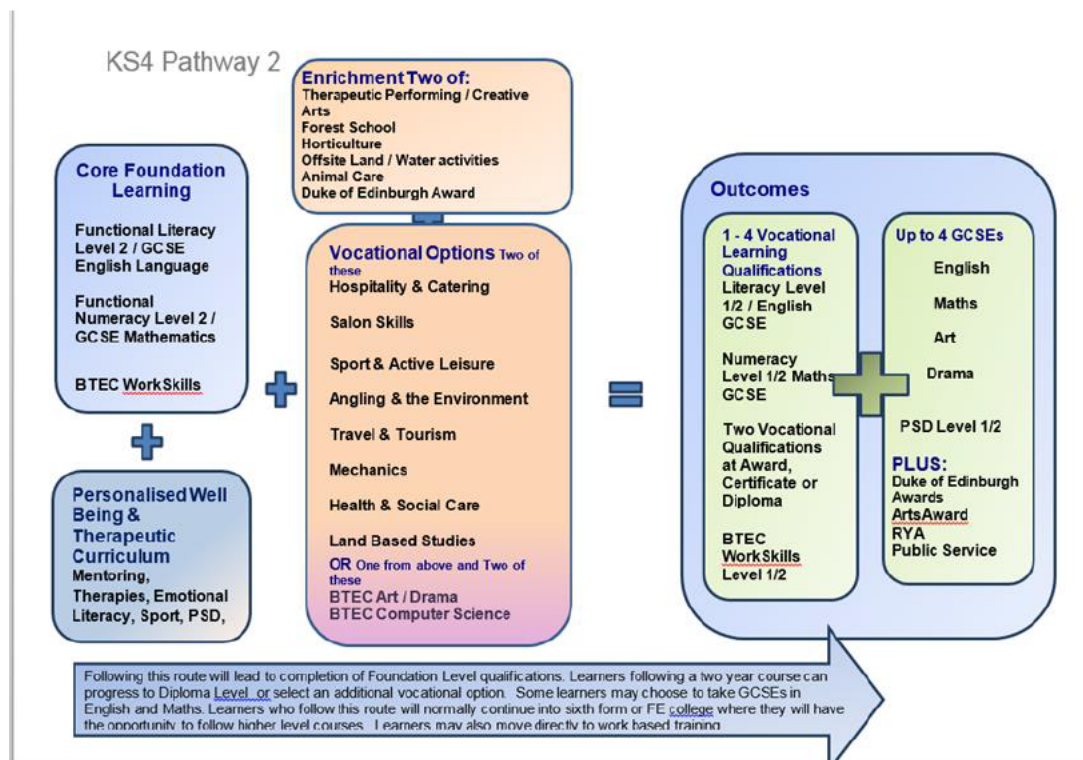 KS4 Pathway 2
Enrichment Two of:
Therapeutic Performing / Creative
Arts
Forest School
Horticulture
Offsite Land / Water activities
Animal Care
Duke of Edinburgh Award
Core Foundation
Learning
Functional Literacy
Level 2 / GCSE
English Language
Functional
Numeracy Level 2 /
GCSE Mathematics
BTEC WorkSkills
Personalised Well
Being &
Therapeutic
Curriculum
Mentoring,
Therapies, Emotional
Literacy, Sport, PSD,
Vocational Options Two of
these
Hospitality & Catering
Salon Skills
Sport & Active Leisure
Angling & the Environment
Travel & Tourism
Mechanics
Health & Social Care
Land Based Studies
OR One from above and Two of
these
BTEC Art / Drama
BTEC Computer Science
Outcomes
1 - 4 Vocational
Learning
Qualifications
Literacy Level
1/2 / English
GCSE
Numeracy
Level 1/2 Maths
GCSE
Two Vocational
Qualifications
at Award,
Certificate or
Diploma
BTEC
WorkSkills
Level 1/2
Up to 4 GCSEs
English
Maths
Art
Drama
PSD Level 1/2
PLUS:
Duke of Edinburgh
Awards
ArtsAward
RYA
Public Service
Following this route will lead to completion of Foundation Level qualifications. Learners following a two year course can
progress to Diploma Level or select an additional vocational option. Some learners may choose to take GCSEs in
English and Maths. Learners who follow this route will normally continue into sixth form or FE college where they will have
the opportunity to follow higher level courses. Learners may also move directly to work based training